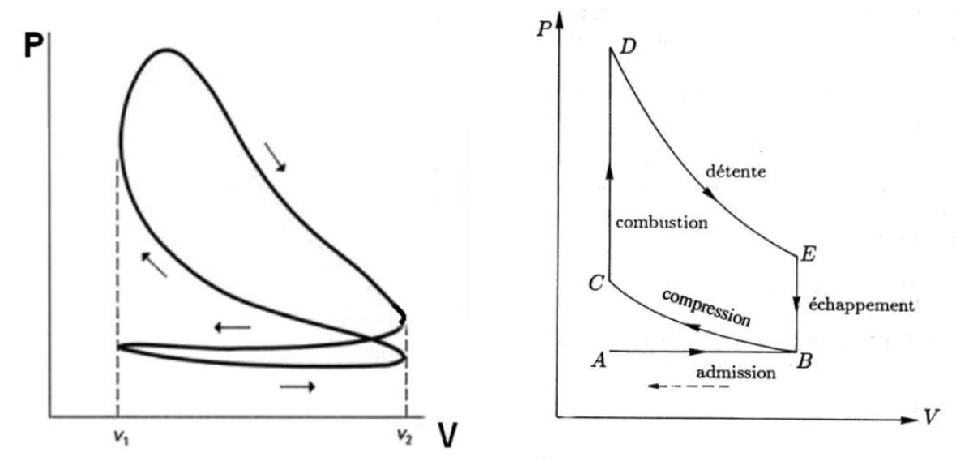 P
v₁
v₂
V
P
D
détente
combustion
E
C
compression
échappement
A
B
admission
V